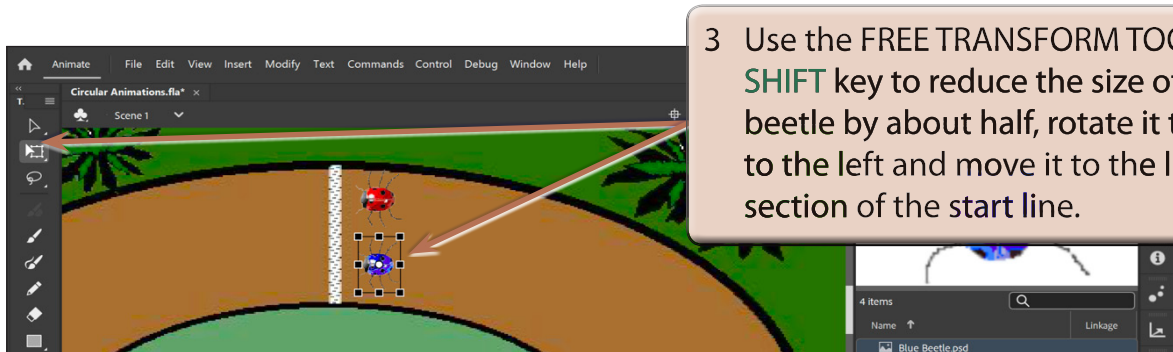 3 Use the FREE TRANSFORM
SHIFT key to reduce the size
beetle by about half, rotate it
to the left and move it to the
section of the start line.
Animate File Edit View Insert Modify Text Commands Control Debug Window Help
Circular Animations.fla* ×
T.
Scene 1
4 items
Name ↑ Linkage
Blue Beetle.psd